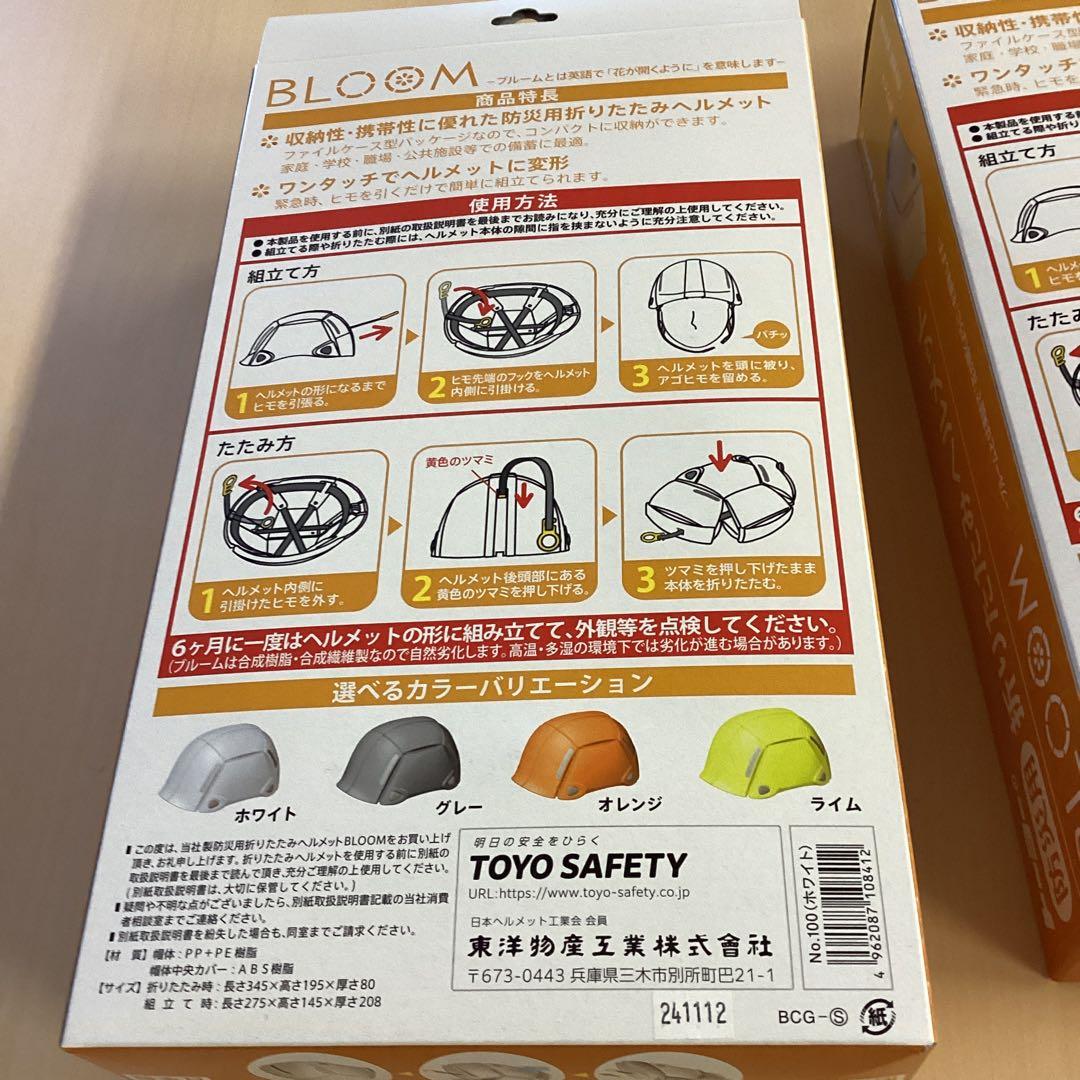 BLOOM
－ブルームとは英語で「花が開くように」を意味します－
商品特長
収納性・携帯性に優れた防災用折りたたみヘルメット
ファイルケース型パッケージなので、コンパクトに収納ができます。
家庭・学校・職場・公共施設等での備蓄に最適。
ワンタッチでヘルメットに変形
緊急時、ヒモを引くだけで簡単に組立てられます。
使用方法
●本製品を使用する前に、別紙の取扱説明書を最後までお読みになり、充分にご理解の上使用してください。
●組立てる際や折りたたむ際には、ヘルメット本体の隙間に指を挟まないように充分注意してください。
組立て方
パチッ
1 ヘルメットの形になるまで
ヒモを引張る。
2 ヒモ先端のフックをヘルメット
内側に引掛ける。
3 ヘルメットを頭に被り、
アゴヒモを留める。
たたみ方
黄色のツマミ
1 ヘルメット内側に
引掛けたヒモを外す。
2 ヘルメット後頭部にある
黄色のツマミを押し下げる。
3 ツマミを押し下げたまま
本体を折りたたむ。
6ヶ月に一度はヘルメットの形に組み立てて、外観等を点検してください。
(ブルームは合成樹脂・合成繊維製なので自然劣化します。高温・多湿の環境下では劣化が進む場合があります。)
選べるカラーバリエーション
ホワイト
グレー
オレンジ
ライム
▮この度は、当社製防災用折りたたみヘルメットBLOOMをお買い上げ
頂き、お礼申し上げます。折りたたみヘルメットを使用する前に別紙の
取扱説明書を最後まで読んで頂き、充分ご理解の上使用してください。
(別紙取扱説明書は、大切に保管してください。)
▮疑問や不明な点がございましたら、別紙取扱説明書記載の当社消費
者相談室までご連絡ください。
▮別紙取扱説明書を紛失した場合も、同室までご請求ください。
【材 質】帽体：PP+PE樹脂
帽体中央カバー：ABS樹脂
【サイズ】折りたたみ時：長さ345×高さ195×厚さ80
組 立 て 時：長さ275×高さ145×厚さ208
明日の安全をひらく
TOYO SAFETY
URL:https://www.toyo-safety.co.jp
日本ヘルメット工業会 会員
東洋物産工業株式會社
〒673-0443 兵庫県三木市別所町巴21-1
No.100(ホワイト)
4 962087 108412
241112
BCG-Ⓢ
紙
収納性・携
ファイルケース型
家庭・学校・職場
ワンタッチ
緊急時、ヒモを
●本製品を使用する前
●組立てる際や折り
組立て方
1 ヘルメ
ヒモを
たたみ